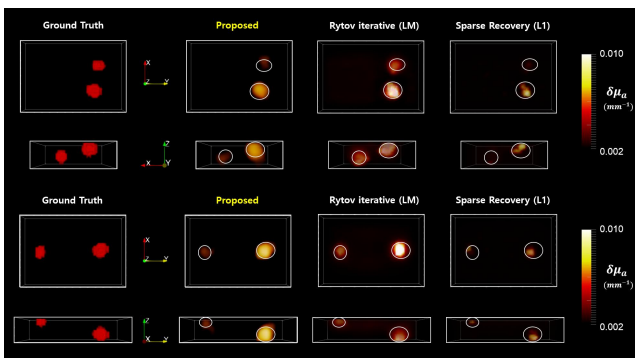 Ground Truth Proposed Rytov iterative (LM) Sparse Recovery (L1)
0.010
X
Z Y
δμₐ
(mm⁻¹)
Z
X Y
0.002
Ground Truth Proposed Rytov iterative (LM) Sparse Recovery (L1)
0.010
X
Z Y
δμₐ
(mm⁻¹)
Z
X Y
0.002